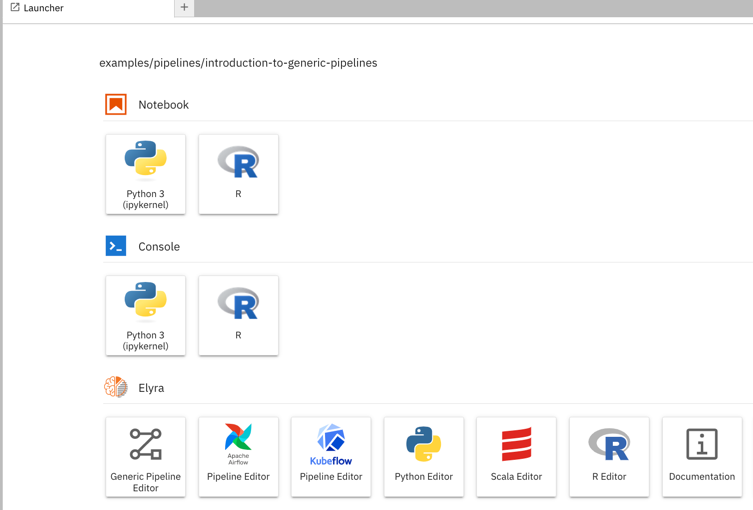 Launcher
+
examples/pipelines/introduction-to-generic-pipelines
Notebook
Python 3
(ipykernel)
R
R
Console
Python 3
(ipykernel)
R
R
Elyra
Generic Pipeline
Editor
Apache
Airflow
Pipeline Editor
Kubeflow
Pipeline Editor
Python Editor
Scala Editor
R
R Editor
i
Documentation